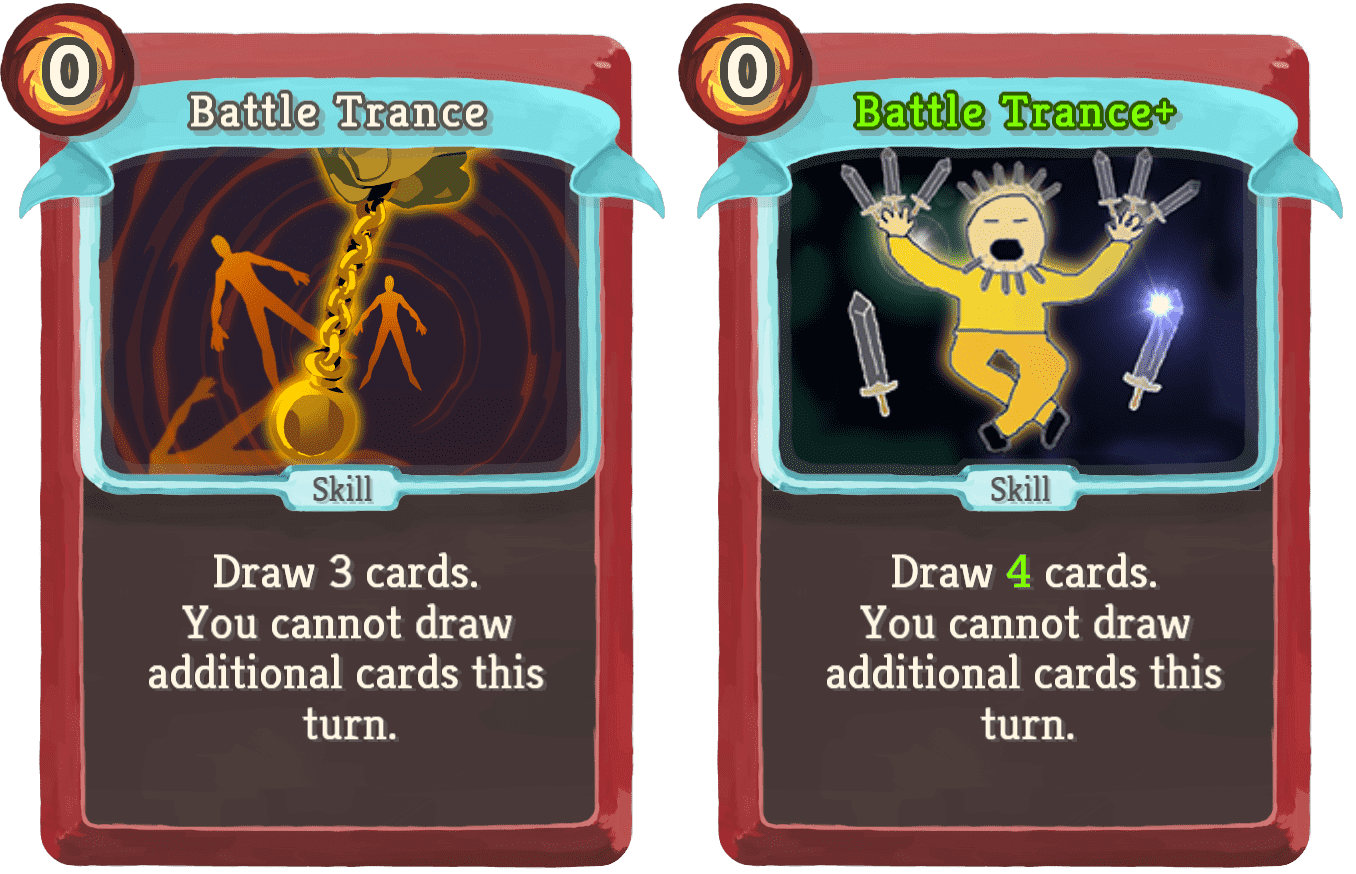 0
Battle Trance
Skill
Draw 3 cards.
You cannot draw
additional cards this
turn.
0
Battle Trance+
Skill
Draw 4 cards.
You cannot draw
additional cards this
turn.